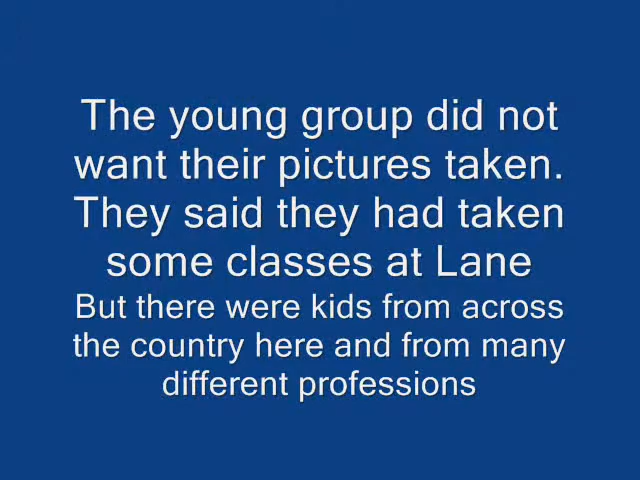 The young group did not
want their pictures taken.
They said they had taken
some classes at Lane
But there were kids from across
the country here and from many
different professions